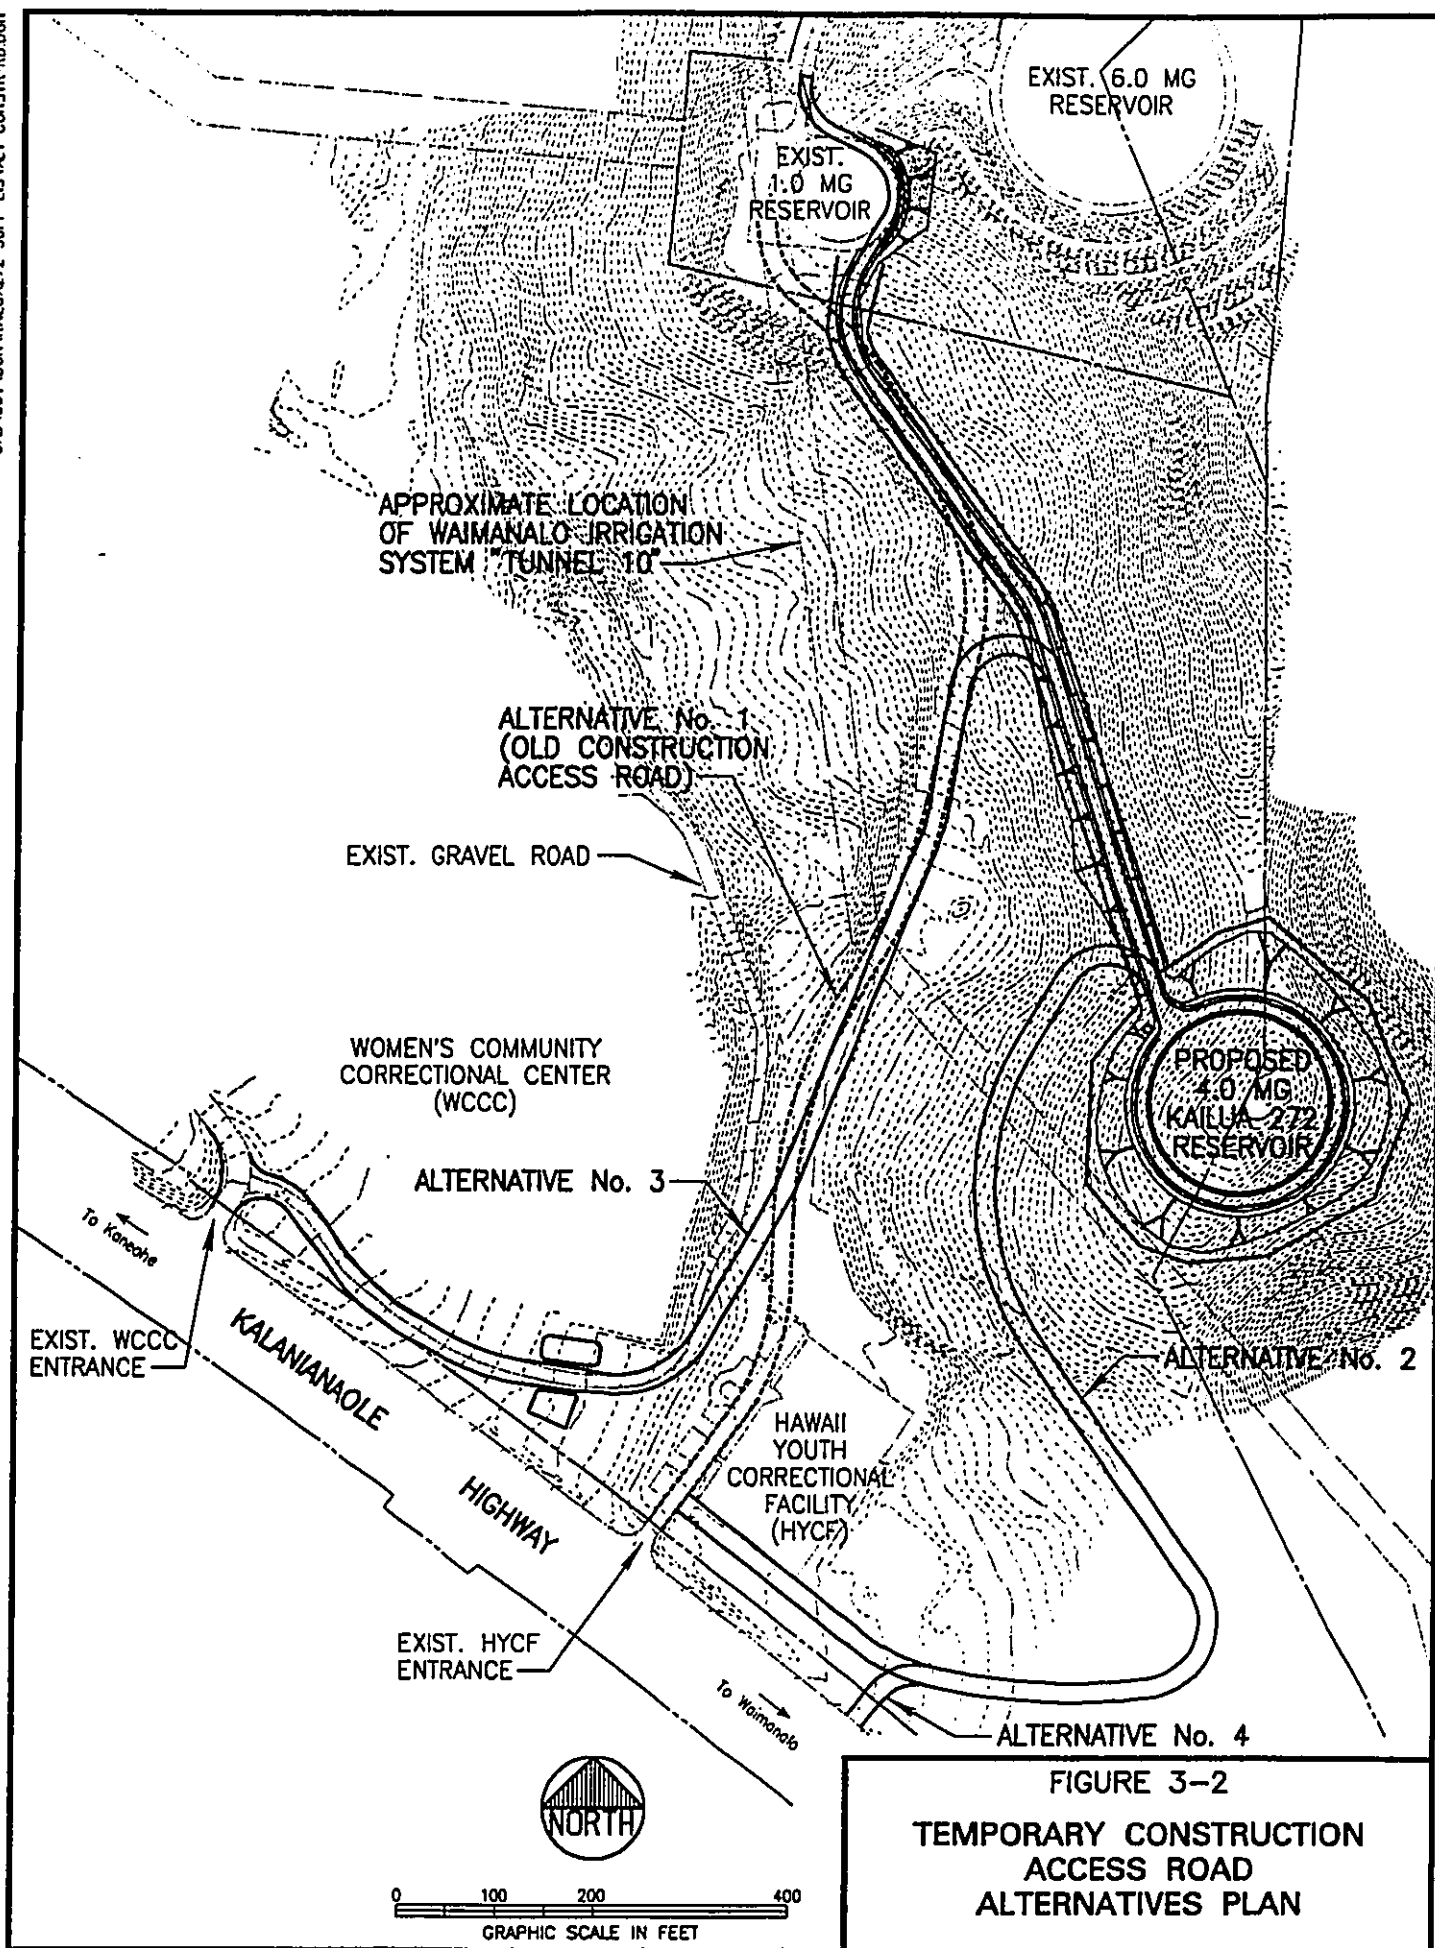 EXIST. 6.0 MG
RESERVOIR
EXIST.
1.0 MG
RESERVOIR
APPROXIMATE LOCATION
OF WAIMANALO IRRIGATION
SYSTEM "TUNNEL 10"
ALTERNATIVE No. 1
(OLD CONSTRUCTION
ACCESS ROAD)
EXIST. GRAVEL ROAD
WOMEN'S COMMUNITY
CORRECTIONAL CENTER
(WCCC)
PROPOSED
4.0 MG
KAILUA 272
RESERVOIR
ALTERNATIVE No. 3
To Kaneohe
EXIST. WCCC
ENTRANCE
KALANIANAOLE
HIGHWAY
ALTERNATIVE No. 2
HAWAII
YOUTH
CORRECTIONAL
FACILITY
(HYCF)
EXIST. HYCF
ENTRANCE
To Waimanalo
ALTERNATIVE No. 4
NORTH
0 100 200 400
GRAPHIC SCALE IN FEET
FIGURE 3-2
TEMPORARY CONSTRUCTION
ACCESS ROAD
ALTERNATIVES PLAN